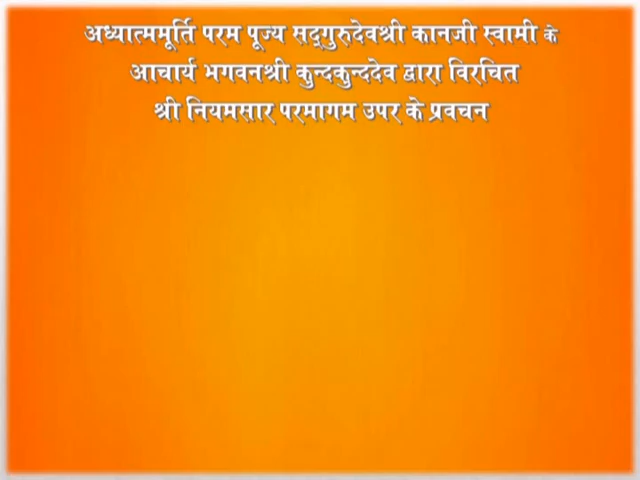 अध्यात्ममूर्ति परम पूज्य सद्गुरुदेवश्री कानजी स्वामी के
आचार्य भगवनश्री कुन्दकुन्ददेव द्वारा विरचित
श्री नियमसार परमागम उपर के प्रवचन